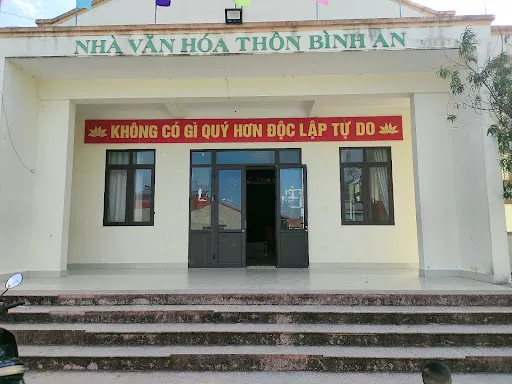 NHÀ VĂN HÓA THÔN BÌNH AN
KHÔNG CÓ GÌ QUÝ HƠN ĐỘC LẬP TỰ DO